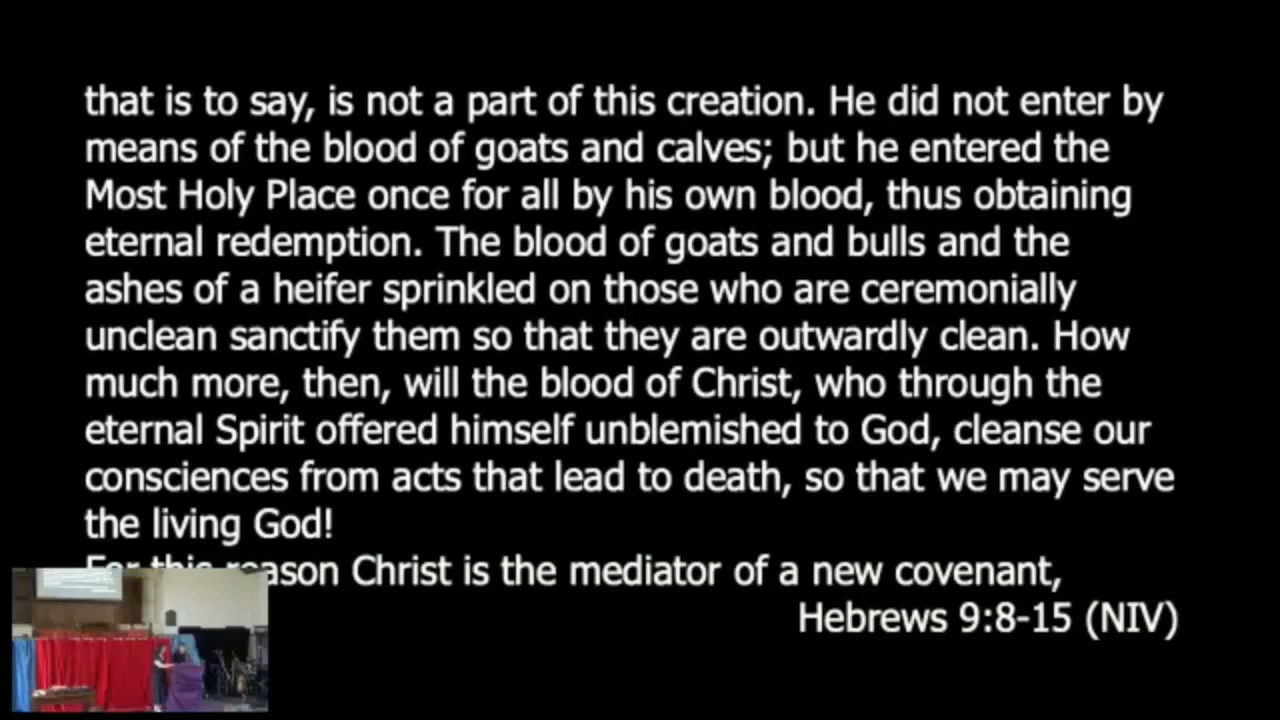 that is to say, is not a part of this creation. He did not enter by
means of the blood of goats and calves; but he entered the
Most Holy Place once for all by his own blood, thus obtaining
eternal redemption. The blood of goats and bulls and the
ashes of a heifer sprinkled on those who are ceremonially
unclean sanctify them so that they are outwardly clean. How
much more, then, will the blood of Christ, who through the
eternal Spirit offered himself unblemished to God, cleanse our
consciences from acts that lead to death, so that we may serve
the living God!
For this reason Christ is the mediator of a new covenant,
Hebrews 9:8-15 (NIV)